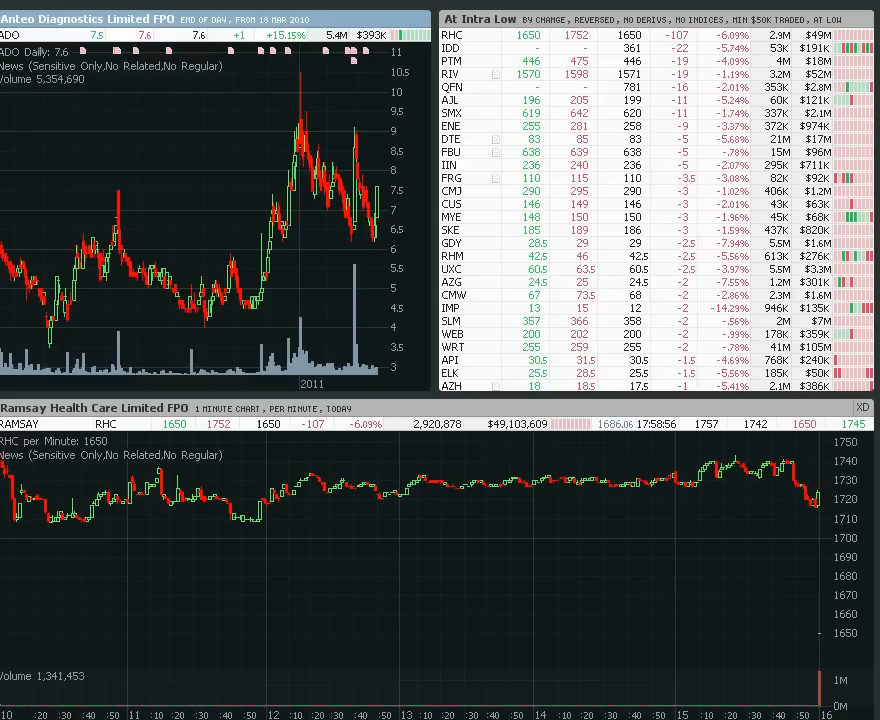 Anteo Diagnostics Limited FPO END OF DAY, FROM 18 MAR 2010
ADO 7.5 7.6 7.6 +1 +15.15% 5.4M $393K
ADO Daily: 7.6
News (Sensitive Only,No Related,No Regular)
Volume 5,354,690
11
10.5
10
9.5
9
8.5
8
7.5
7
6.5
6
5.5
5
4.5
4
3.5
3
2011
At Intra Low BY CHANGE, REVERSED, NO DERIVS, NO INDICES, MIN $50K TRADED, AT LOW
RHC 1650 1752 1650 -107 -6.09% 2.9M $49M
IDD - - 361 -22 -5.74% 53K $191K
PTM 446 475 446 -19 -4.09% 4M $18M
RIV 1570 1598 1571 -19 -1.19% 3.2M $52M
QFN - - 781 -16 -2.01% 353K $2.8M
AJL 196 205 199 -11 -5.24% 60K $121K
SMX 619 642 620 -11 -1.74% 337K $2.1M
ENE 255 281 258 -9 -3.37% 372K $974K
DTE 83 85 83 -5 -5.68% 21M $17M
FBU 638 639 638 -5 -.78% 15M $96M
IIN 236 240 236 -5 -2.07% 295K $711K
FRG 110 115 110 -3.5 -3.08% 82K $92K
CMJ 290 295 290 -3 -1.02% 406K $1.2M
CUS 146 149 146 -3 -2.01% 43K $63K
MYE 148 150 150 -3 -1.96% 45K $68K
SKE 185 189 186 -3 -1.59% 437K $820K
GDY 28.5 29 29 -2.5 -7.94% 5.5M $1.6M
RHM 42.5 46 42.5 -2.5 -5.56% 613K $276K
UXC 60.5 63.5 60.5 -2.5 -3.97% 5.5M $3.3M
AZG 24.5 25 24.5 -2 -7.55% 1.2M $301K
CMW 67 73.5 68 -2 -2.86% 2.3M $1.6M
IMP 13 15 12 -2 -14.29% 946K $135K
SLM 357 366 358 -2 -.56% 2M $7M
WEB 200 202 200 -2 -.99% 178K $359K
WRT 255 259 255 -2 -.78% 41M $105M
API 30.5 31.5 30.5 -1.5 -4.69% 768K $240K
ELK 25.5 28.5 25.5 -1.5 -5.56% 185K $50K
AZH 18 18.5 17.5 -1 -5.41% 2.1M $386K
Ramsay Health Care Limited FPO 1 MINUTE CHART, PER MINUTE, TODAY XD
RAMSAY RHC 1650 1752 1650 -107 -6.09% 2,920,878 $49,103,609 1686.06 17:58:56 1757 1742 1650 1745
RHC per Minute: 1650
News (Sensitive Only,No Related,No Regular)
1750
1740
1730
1720
1710
1700
1690
1680
1670
1660
1650
Volume 1,341,453
1M
0M
10 :20 :30 :40 :50 11 :20 :30 :40 :50 12 :10 :20 :30 :40 :50 13 :10 :20 :30 :40 :50 14 :10 :20 :30 :40 :50 15 :20 :30 :40 :50 16